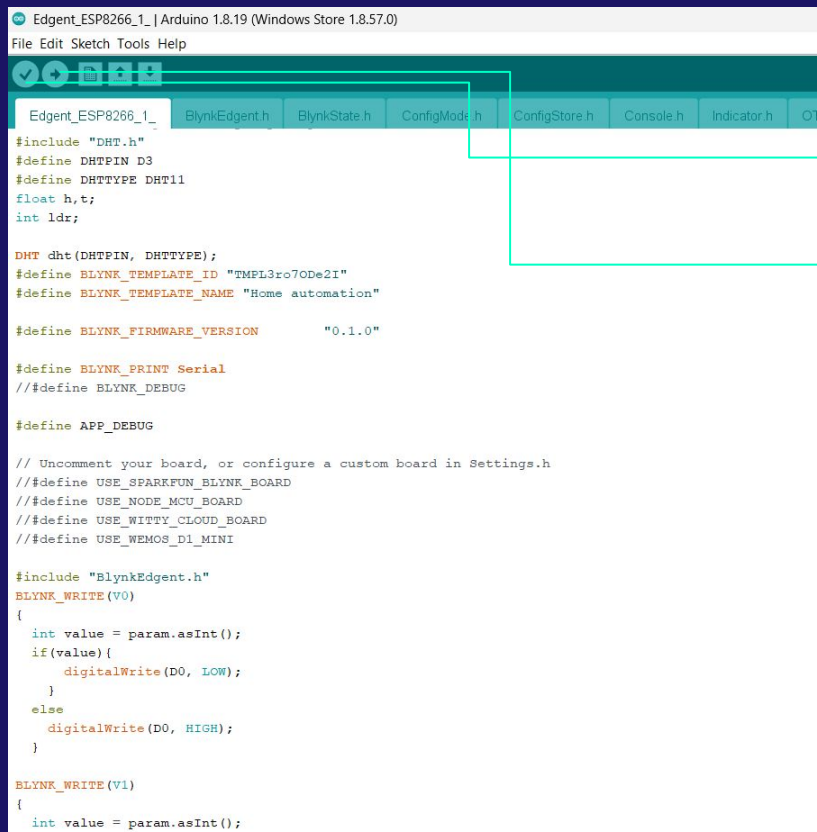 Edgent_ESP8266_1_ | Arduino 1.8.19 (Windows Store 1.8.57.0)
File Edit Sketch Tools Help
Edgent_ESP8266_1_ BlynkEdgent.h BlynkState.h ConfigMode.h ConfigStore.h Console.h Indicator.h OT
#include "DHT.h"
#define DHTPIN D3
#define DHTTYPE DHT11
float h,t;
int ldr;
DHT dht(DHTPIN, DHTTYPE);
#define BLYNK_TEMPLATE_ID "TMPL3ro7ODe2I"
#define BLYNK_TEMPLATE_NAME "Home automation"
#define BLYNK_FIRMWARE_VERSION "0.1.0"
#define BLYNK_PRINT Serial
//#define BLYNK_DEBUG
#define APP_DEBUG
// Uncomment your board, or configure a custom board in Settings.h
//#define USE_SPARKFUN_BLYNK_BOARD
//#define USE_NODE_MCU_BOARD
//#define USE_WITTY_CLOUD_BOARD
//#define USE_WEMOS_D1_MINI
#include "BlynkEdgent.h"
BLYNK_WRITE(V0)
{
int value = param.asInt();
if(value){
digitalWrite(D0, LOW);
}
else
digitalWrite(D0, HIGH);
}
BLYNK_WRITE(V1)
{
int value = param.asInt();